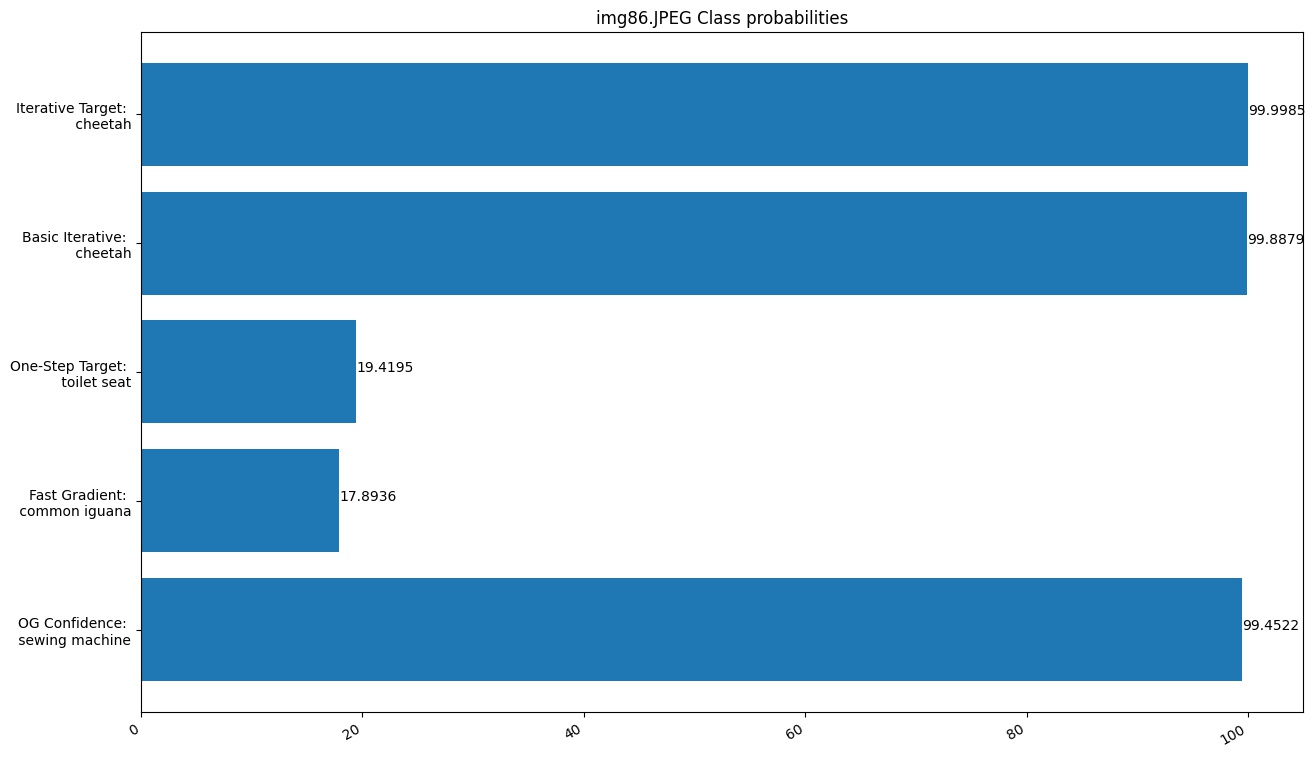 img86.JPEG Class probabilities
Iterative Target:
cheetah
99.9985
Basic Iterative:
cheetah
99.8879
One-Step Target:
toilet seat
19.4195
Fast Gradient:
common iguana
17.8936
OG Confidence:
sewing machine
99.4522
0 20 40 60 80 100